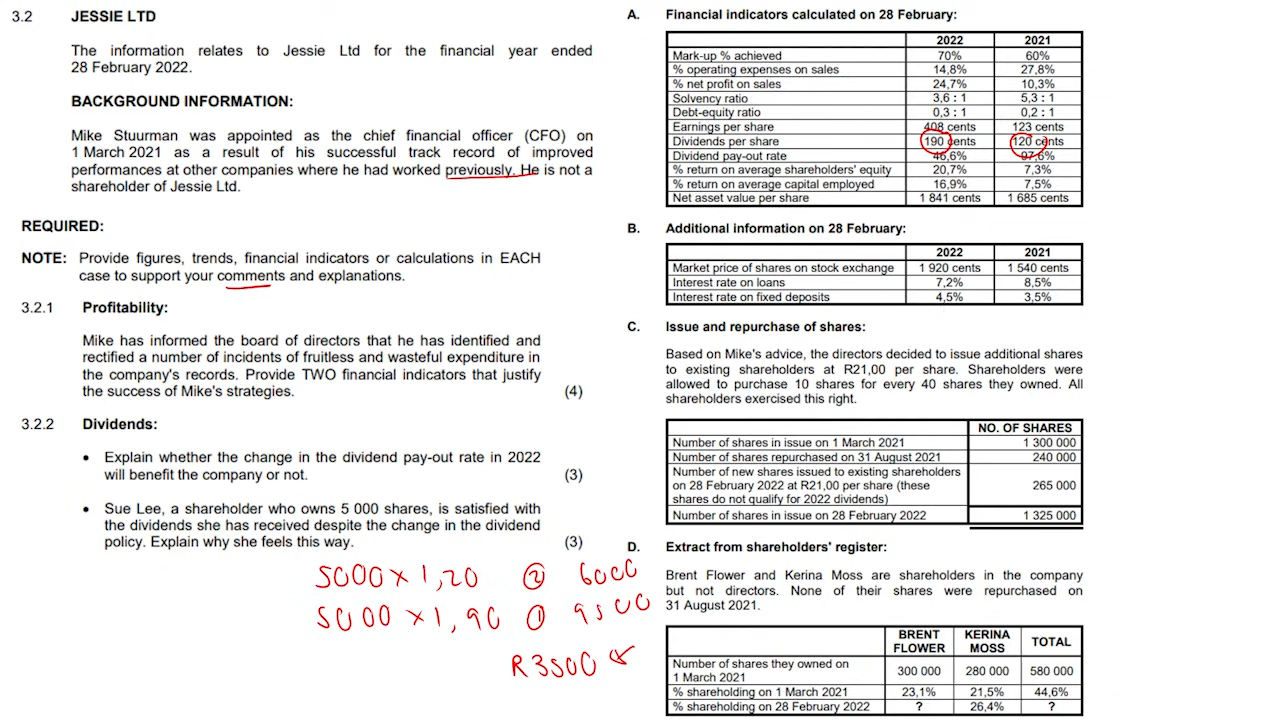 3.2 JESSIE LTD
The information relates to Jessie Ltd for the financial year ended
28 February 2022.
BACKGROUND INFORMATION:
Mike Stuurman was appointed as the chief financial officer (CFO) on
1 March 2021 as a result of his successful track record of improved
performances at other companies where he had worked previously. He is not a
shareholder of Jessie Ltd.
REQUIRED:
NOTE: Provide figures, trends, financial indicators or calculations in EACH
case to support your comments and explanations.
3.2.1 Profitability:
Mike has informed the board of directors that he has identified and
rectified a number of incidents of fruitless and wasteful expenditure in
the company's records. Provide TWO financial indicators that justify
the success of Mike's strategies. (4)
3.2.2 Dividends:
• Explain whether the change in the dividend pay-out rate in 2022
will benefit the company or not. (3)
• Sue Lee, a shareholder who owns 5 000 shares, is satisfied with
the dividends she has received despite the change in the dividend
policy. Explain why she feels this way. (3)
5000 × 1,20 ② 6000
5000 × 1,90 ① 9500
R3500
A. Financial indicators calculated on 28 February:
2022 2021
Mark-up % achieved 70% 60%
% operating expenses on sales 14,8% 27,8%
% net profit on sales 24,7% 10,3%
Solvency ratio 3,6 : 1 5,3 : 1
Debt-equity ratio 0,3 : 1 0,2 : 1
Earnings per share 408 cents 123 cents
Dividends per share 190 cents 120 cents
Dividend pay-out rate 46,6% 97,6%
% return on average shareholders' equity 20,7% 7,3%
% return on average capital employed 16,9% 7,5%
Net asset value per share 1 841 cents 1 685 cents
B. Additional information on 28 February:
2022 2021
Market price of shares on stock exchange 1 920 cents 1 540 cents
Interest rate on loans 7,2% 8,5%
Interest rate on fixed deposits 4,5% 3,5%
C. Issue and repurchase of shares:
Based on Mike's advice, the directors decided to issue additional shares
to existing shareholders at R21,00 per share. Shareholders were
allowed to purchase 10 shares for every 40 shares they owned. All
shareholders exercised this right.
NO. OF SHARES
Number of shares in issue on 1 March 2021 1 300 000
Number of shares repurchased on 31 August 2021 240 000
Number of new shares issued to existing shareholders
on 28 February 2022 at R21,00 per share (these 265 000
shares do not qualify for 2022 dividends)
Number of shares in issue on 28 February 2022 1 325 000
D. Extract from shareholders' register:
Brent Flower and Kerina Moss are shareholders in the company
but not directors. None of their shares were repurchased on
31 August 2021.
BRENT FLOWER KERINA MOSS TOTAL
Number of shares they owned on
1 March 2021 300 000 280 000 580 000
% shareholding on 1 March 2021 23,1% 21,5% 44,6%
% shareholding on 28 February 2022 ? 26,4% ?